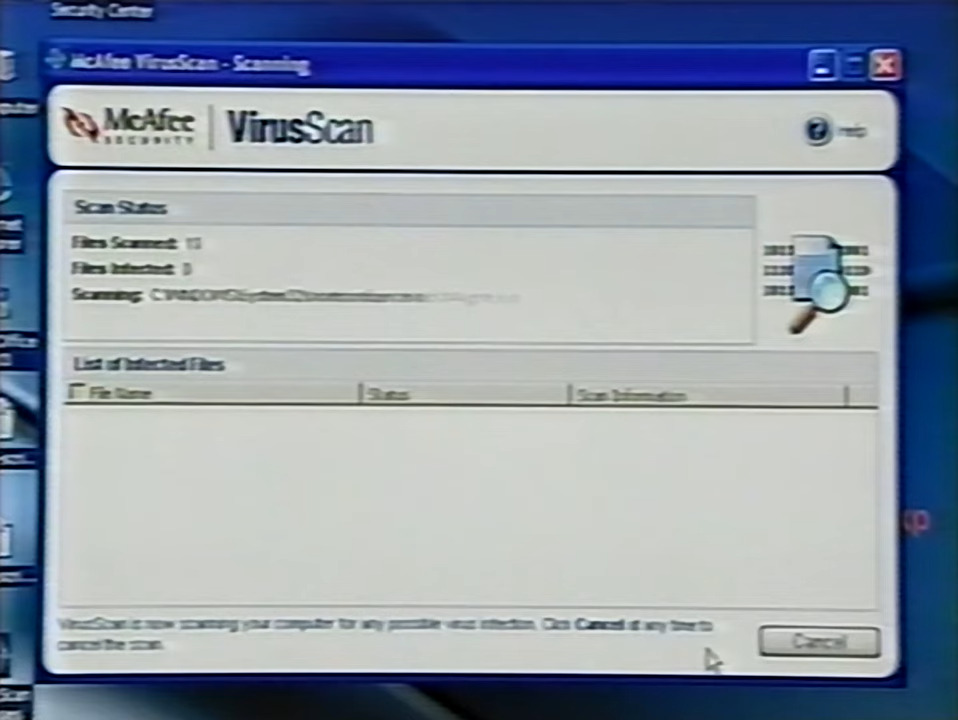 Security Center
McAfee VirusScan - Scanning
McAfee
SECURITY
VirusScan
Help
Scan Status
Files Scanned:
Files Infected: 0
Scanning:
List of Infected Files
File Name
Status
Scan Information
VirusScan is now scanning your computer for any possible virus infection. Click Cancel at any time to
cancel the scan.
Cancel